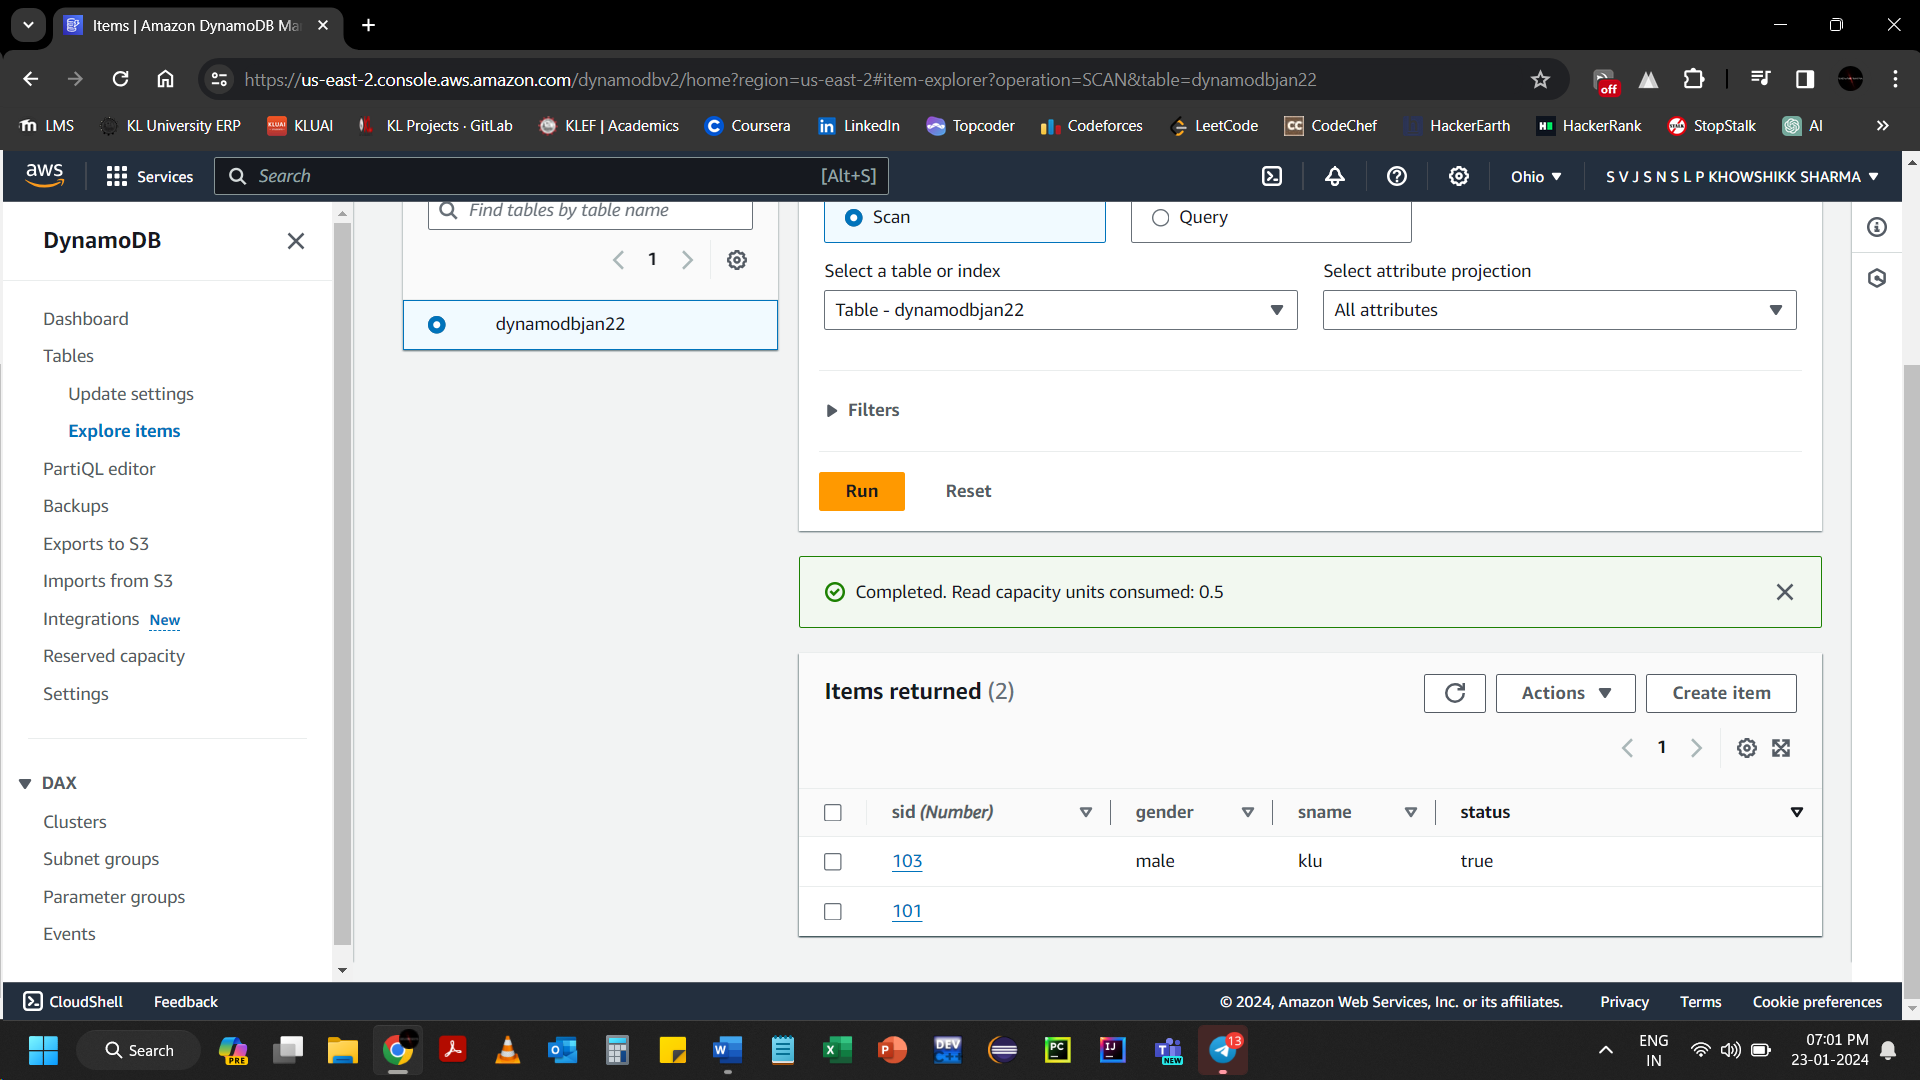 Items | Amazon DynamoDB Ma
https://us-east-2.console.aws.amazon.com/dynamodbv2/home?region=us-east-2#item-explorer?operation=SCAN&table=dynamodbjan22
off
LMS KL University ERP KLUAI KL Projects · GitLab KLEF | Academics Coursera LinkedIn Topcoder Codeforces LeetCode CodeChef HackerEarth HackerRank StopStalk AI
aws Services Search [Alt+S] Ohio S V J S N S L P KHOWSHIKK SHARMA
DynamoDB
Dashboard
Tables
Update settings
Explore items
PartiQL editor
Backups
Exports to S3
Imports from S3
Integrations New
Reserved capacity
Settings
DAX
Clusters
Subnet groups
Parameter groups
Events
Find tables by table name
1
dynamodbjan22
Scan Query
Select a table or index Select attribute projection
Table - dynamodbjan22 All attributes
Filters
Run Reset
Completed. Read capacity units consumed: 0.5
Items returned (2) Actions Create item
1
sid (Number) gender sname status
103 male klu true
101
CloudShell Feedback © 2024, Amazon Web Services, Inc. or its affiliates. Privacy Terms Cookie preferences
Search PRE DEV PC IJ NEW 13
ENG
IN
07:01 PM
23-01-2024